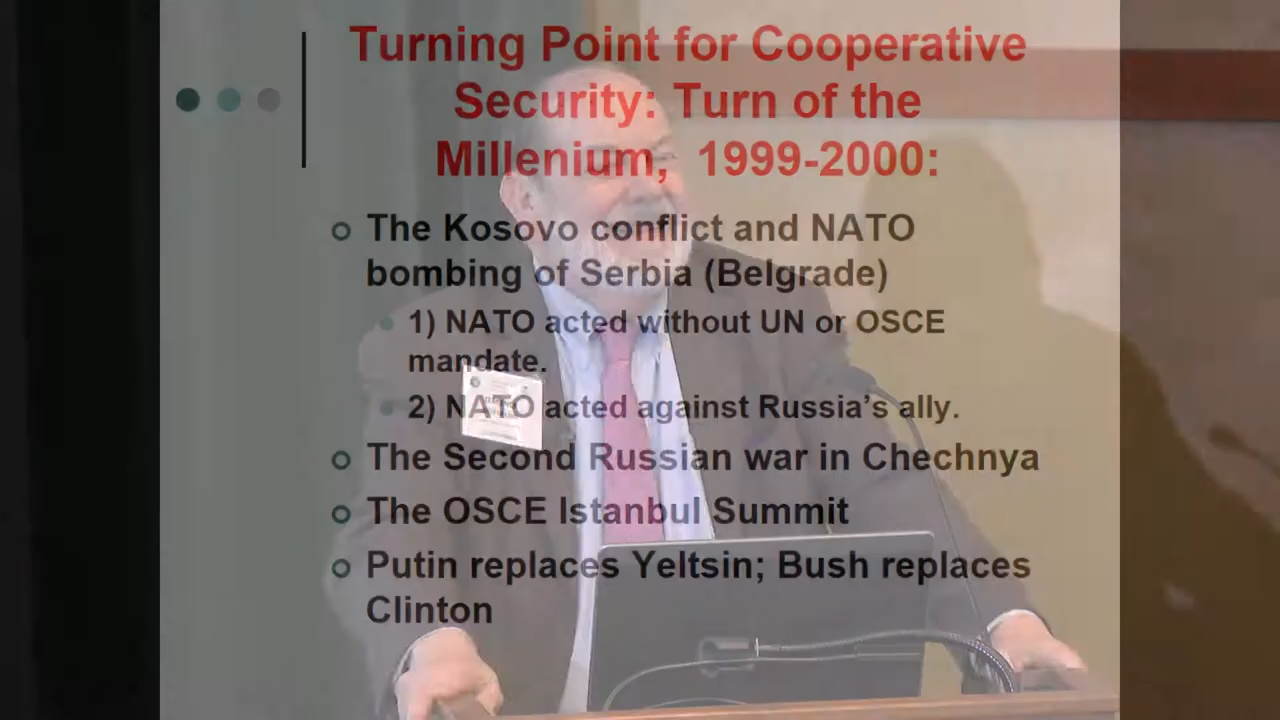 Turning Point for Cooperative
Security: Turn of the
Millenium, 1999-2000:
The Kosovo conflict and NATO
bombing of Serbia (Belgrade)
1) NATO acted without UN or OSCE
mandate.
2) NATO acted against Russia's ally.
The Second Russian war in Chechnya
The OSCE Istanbul Summit
Putin replaces Yeltsin; Bush replaces
Clinton